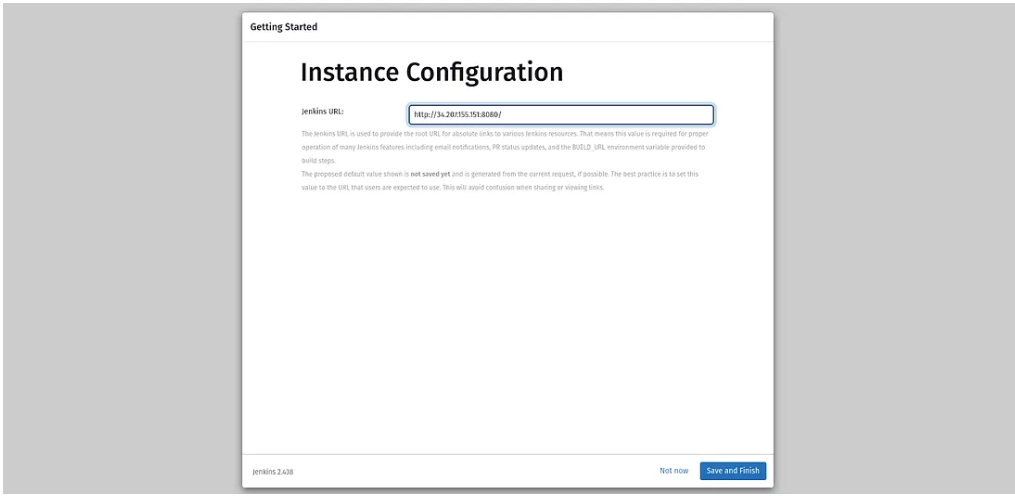 Getting Started
Instance Configuration
Jenkins URL:
http://34.207.155.151:8080/
The Jenkins URL is used to provide the root URL for absolute links to various Jenkins resources. That means this value is required for proper
operation of many Jenkins features including email notifications, PR status updates, and the BUILD_URL environment variable provided to
build steps.
The proposed default value shown is not saved yet and is generated from the current request, if possible. The best practice is to set this
value to the URL that users are expected to use. This will avoid confusion when sharing or viewing links.
Jenkins 2.438
Not now
Save and Finish